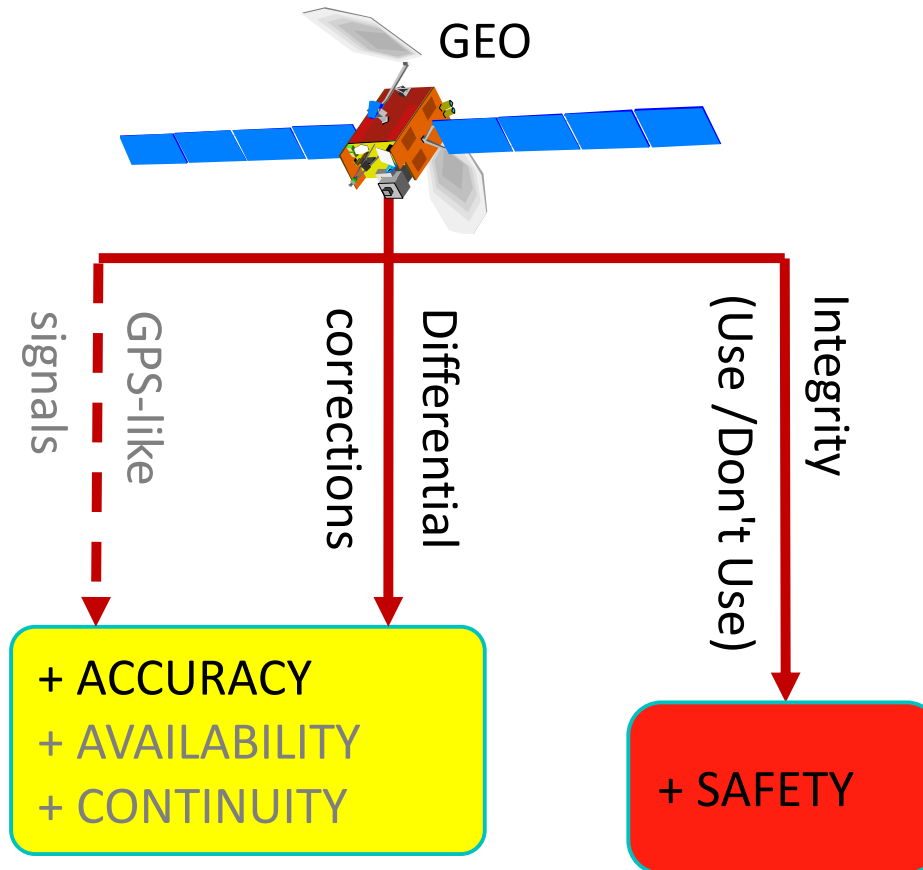 GEO
GPS-like
signals
Differential
corrections
Integrity
(Use /Don't Use)
+ ACCURACY
+ AVAILABILITY
+ CONTINUITY
+ SAFETY